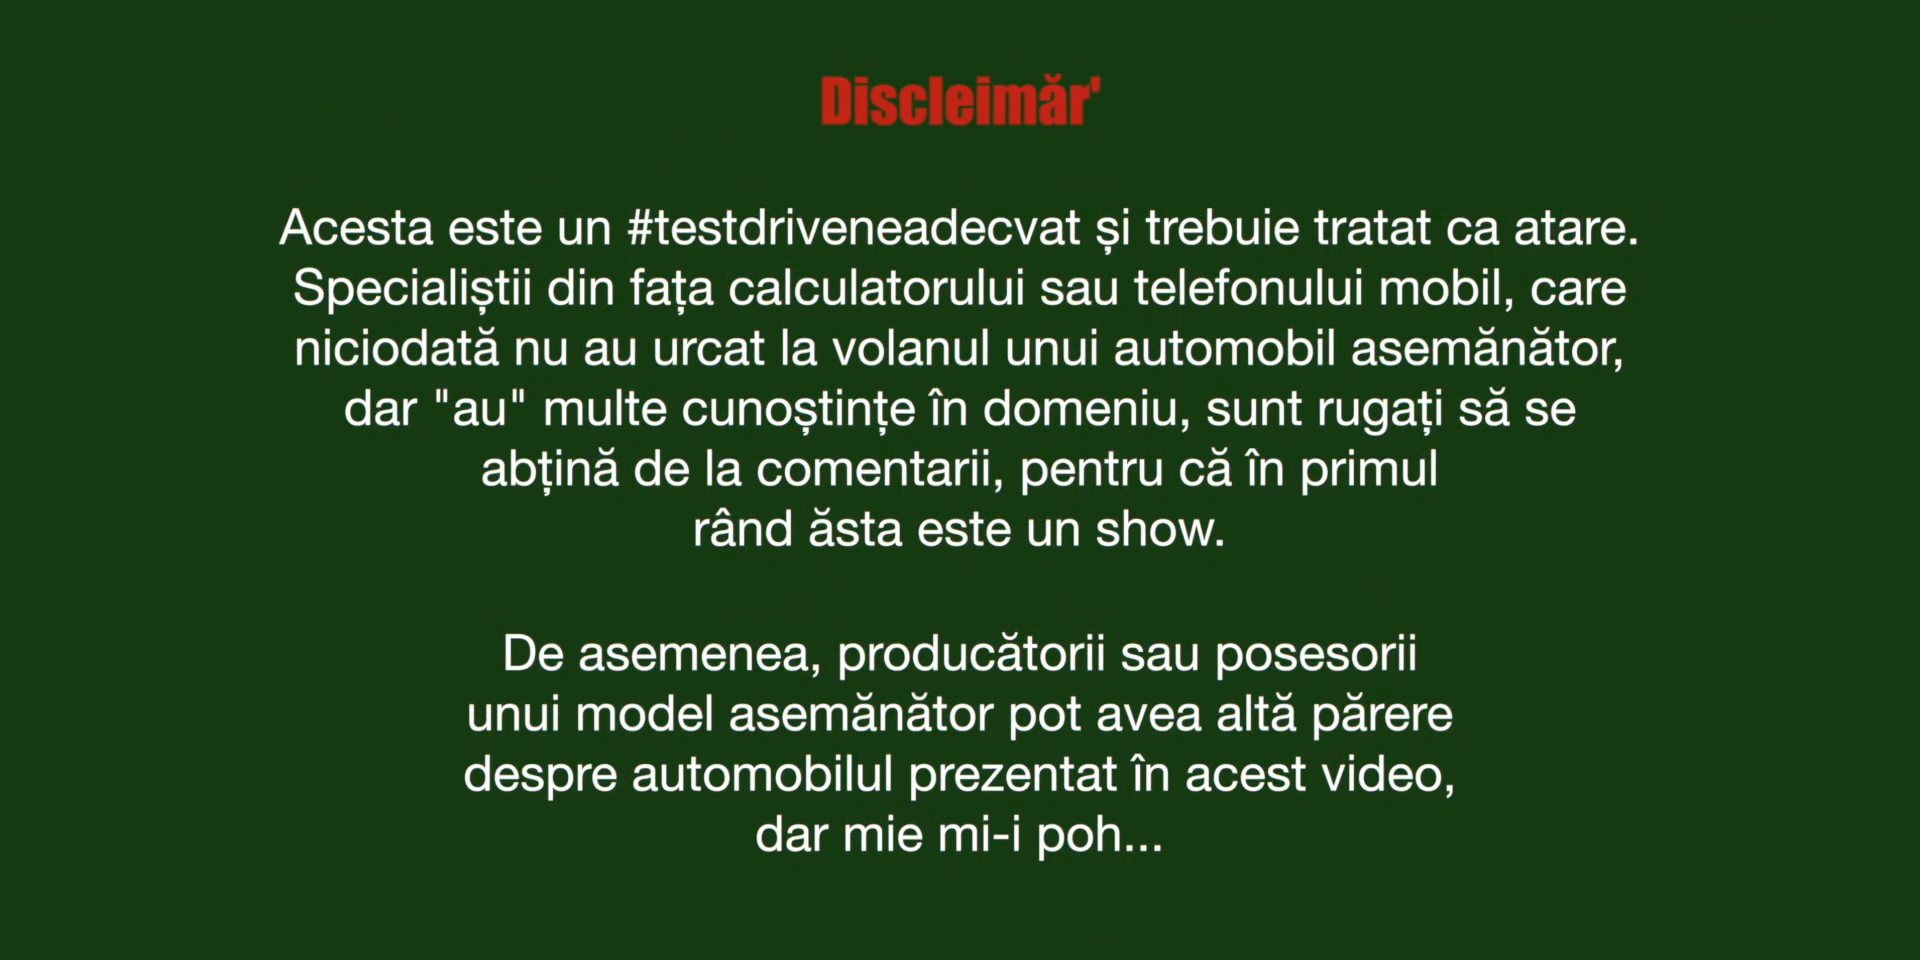 Discleimăr'
Acesta este un #testdriveneadecvat și trebuie tratat ca atare.
Specialiștii din fața calculatorului sau telefonului mobil, care
niciodată nu au urcat la volanul unui automobil asemănător,
dar "au" multe cunoștințe în domeniu, sunt rugați să se
abțină de la comentarii, pentru că în primul
rând ăsta este un show.
De asemenea, producătorii sau posesorii
unui model asemănător pot avea altă părere
despre automobilul prezentat în acest video,
dar mie mi-i poh...